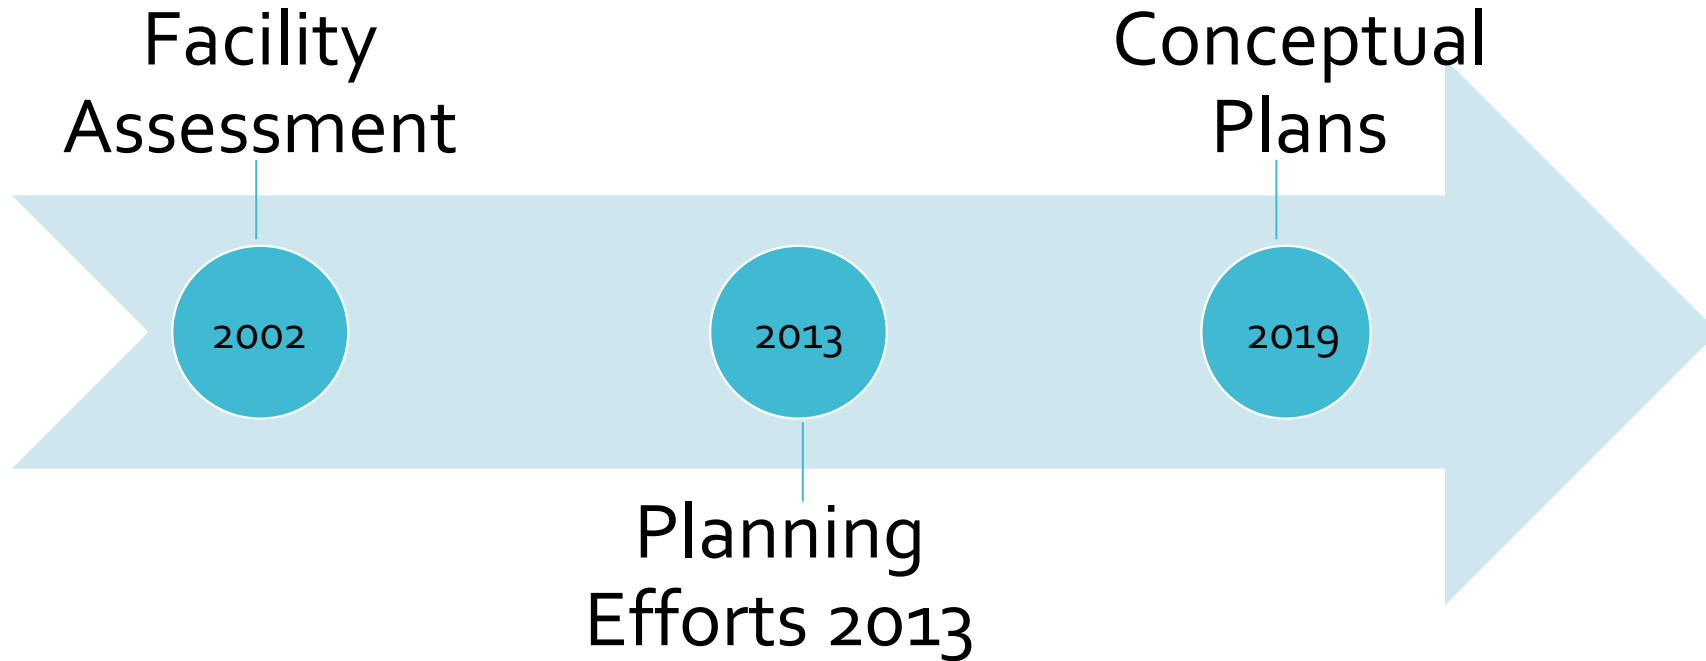 Facility
Assessment
Conceptual
Plans
2002
2013
2019
Planning
Efforts 2013